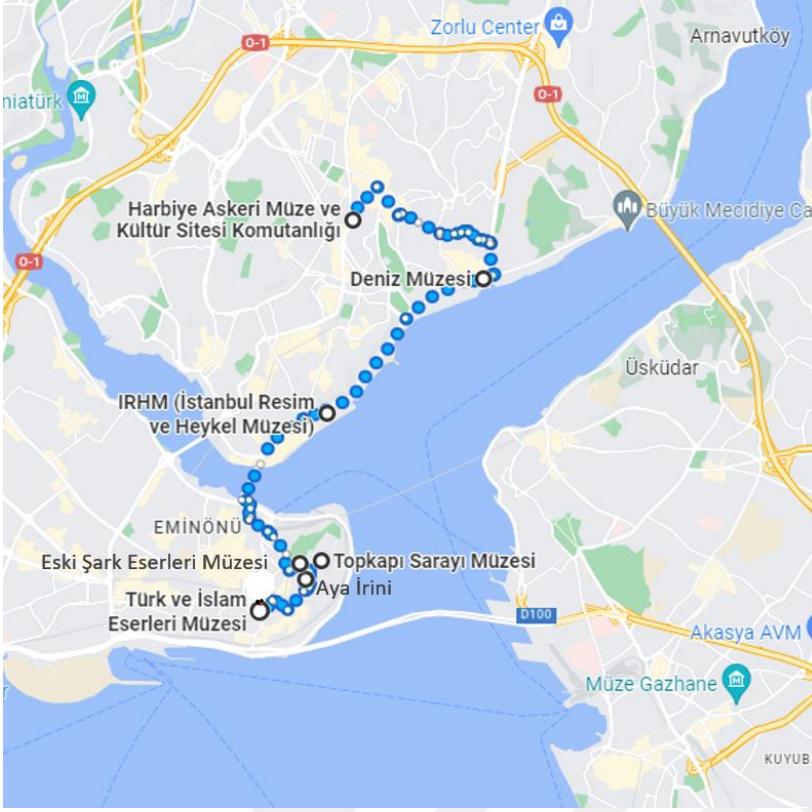 Zorlu Center
Arnavutköy
O-1
niatürk
O-1
Harbiye Askeri Müze ve
Kültür Sitesi Komutanlığı
Büyük Mecidiye Ca
O-1
Deniz Müzesi
Üsküdar
IRHM (İstanbul Resim
ve Heykel Müzesi)
EMİNÖNÜ
Eski Şark Eserleri Müzesi
Topkapı Sarayı Müzesi
Aya İrini
Türk ve İslam
Eserleri Müzesi
D100
Akasya AVM
Müze Gazhane
r
KUYUB